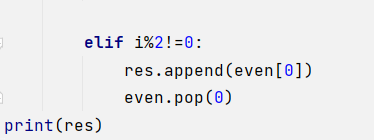 elif i%2!=0:
res.append(even[0])
even.pop(0)
print(res)